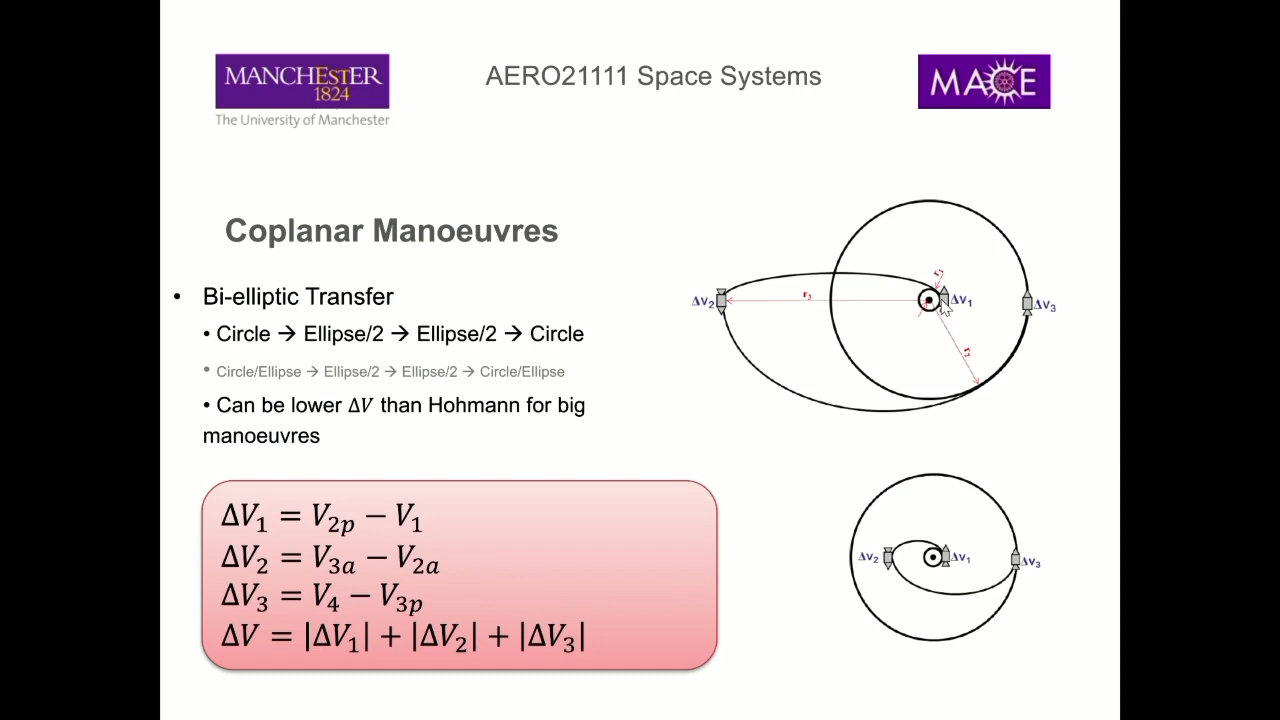 MANCHESTER
1824
The University of Manchester
AERO21111 Space Systems
MACE
Coplanar Manoeuvres
• Bi-elliptic Transfer
• Circle → Ellipse/2 → Ellipse/2 → Circle
• Circle/Ellipse → Ellipse/2 → Ellipse/2 → Circle/Ellipse
• Can be lower ΔV than Hohmann for big
manoeuvres
ΔV₁ = V₂ₚ − V₁
ΔV₂ = V₃ₐ − V₂ₐ
ΔV₃ = V₄ − V₃ₚ
ΔV = |ΔV₁| + |ΔV₂| + |ΔV₃|
r₁
Δv₂
r₃
Δv₁
Δv₃
r₂
Δv₂
Δv₁
Δv₃